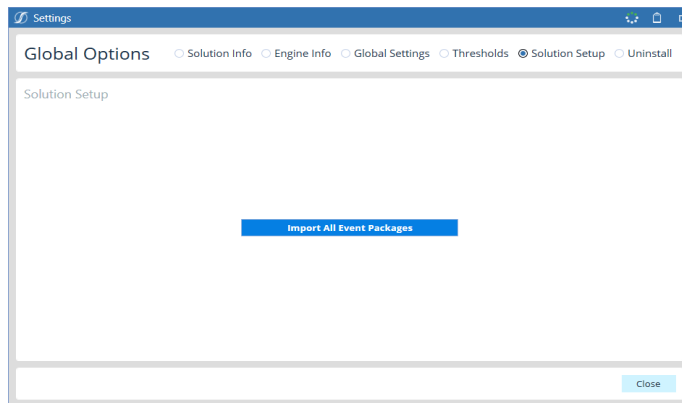 Settings
Global Options
Solution Info
Engine Info
Global Settings
Thresholds
Solution Setup
Uninstall
Solution Setup
Import All Event Packages
Close